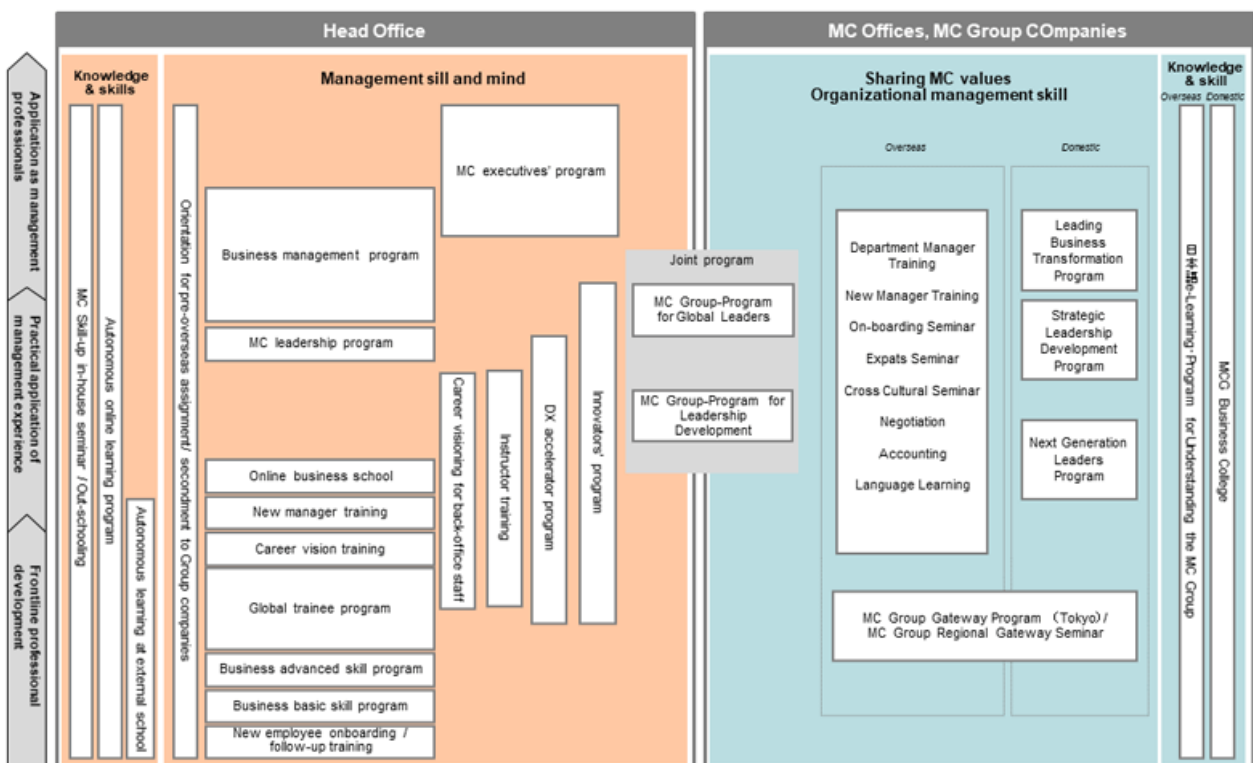 Head Office
MC Offices, MC Group COmpanies
Application as management
professionals
Practical application of
management experience
Frontline professional
development
Knowledge
& skills
MC Skill-up in-house seminar / Out-schooling
Autonomous online learning program
Autonomous learning at external school
Management sill and mind
Orientation for pre-overseas assignment/ secondment to Group companies
Business management program
MC leadership program
Online business school
New manager training
Career vision training
Global trainee program
Business advanced skill program
Business basic skill program
New employee onboarding /
follow-up training
MC executives' program
Career visioning for back-office staff
Instructor training
DX accelerator program
Innovators' program
Joint program
MC Group-Program
for Global Leaders
MC Group-Program for
Leadership
Development
Sharing MC values
Organizational management skill
Overseas
Department Manager
Training
New Manager Training
On-boarding Seminar
Expats Seminar
Cross Cultural Seminar
Negotiation
Accounting
Language Learning
Domestic
Leading
Business
Transformation
Program
Strategic
Leadership
Development
Program
Next Generation
Leaders
Program
MC Group Gateway Program (Tokyo)/
MC Group Regional Gateway Seminar
Knowledge
& skill
Overseas Domestic
e-Learning・Program for Understanding the MC Group
MCG Business College